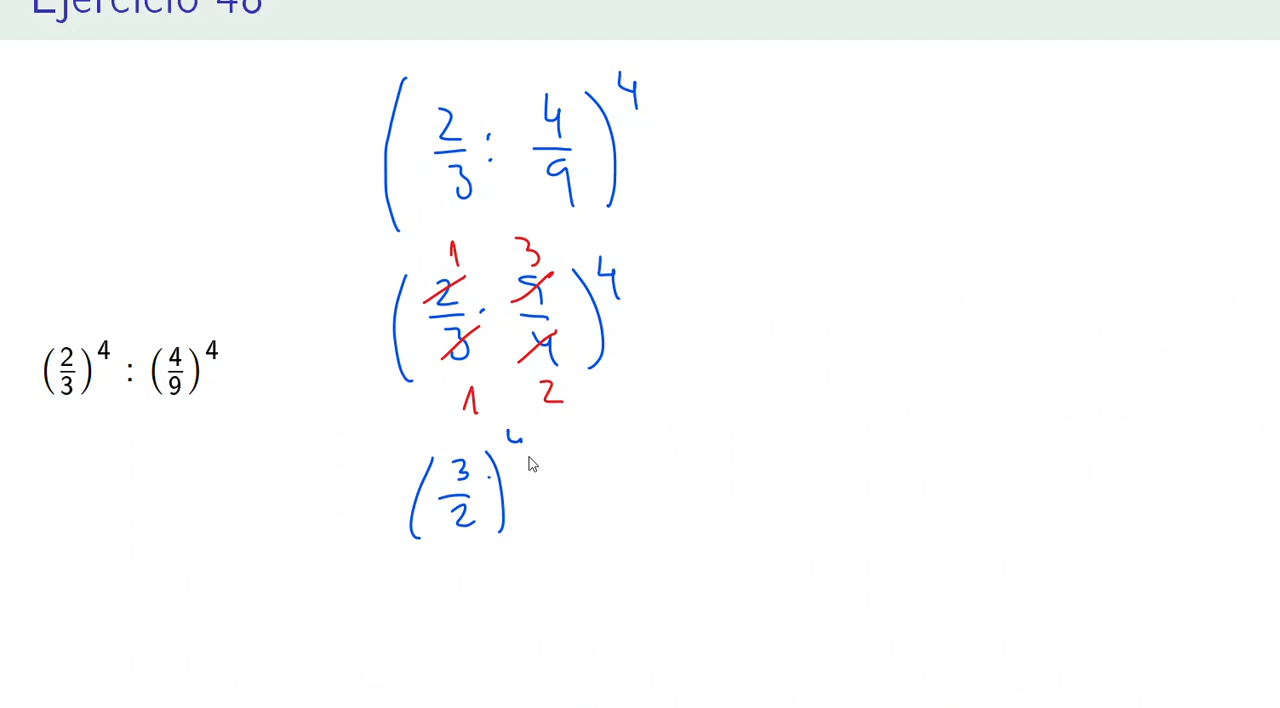 Ejercicio 48
(2/3 : 4/9)^4
1 3
(2/3 · 9/4)^4
1 2
(2/3)^4 : (4/9)^4
(3/2)^4